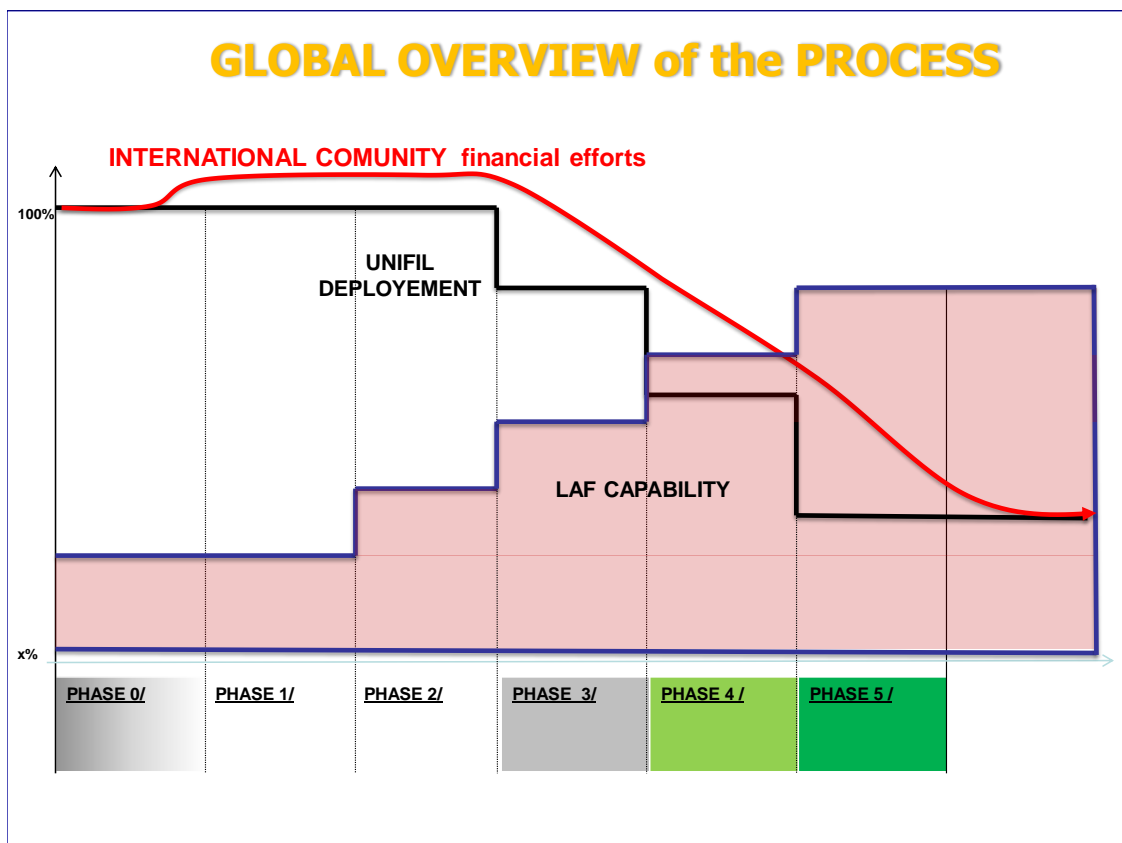 GLOBAL OVERVIEW of the PROCESS
INTERNATIONAL COMUNITY financial efforts
100%
UNIFIL
DEPLOYEMENT
LAF CAPABILITY
x%
PHASE 0/
PHASE 1/
PHASE 2/
PHASE 3/
PHASE 4 /
PHASE 5 /